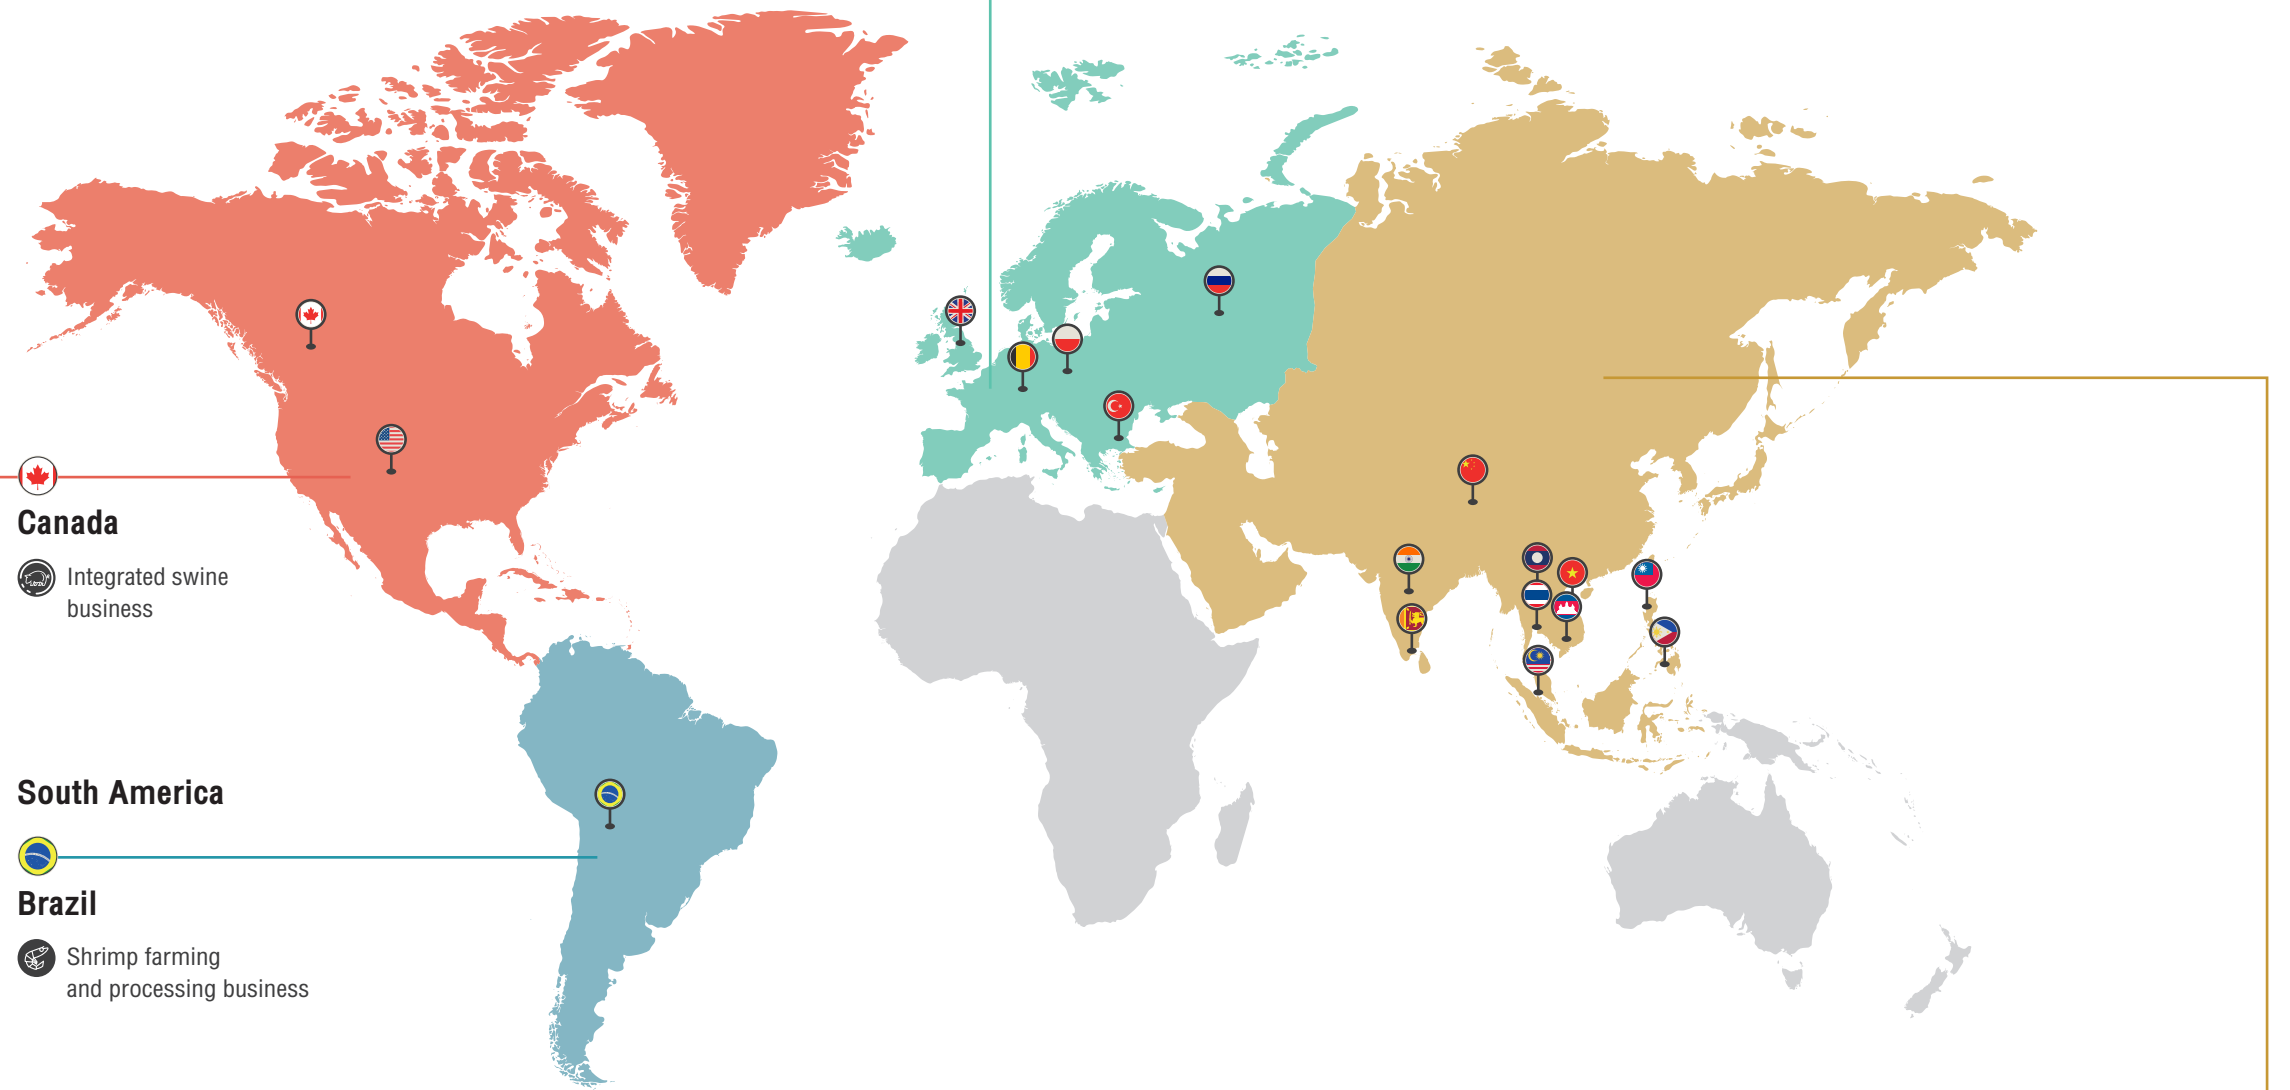 Canada
Integrated swine
business
South America
Brazil
Shrimp farming
and processing business